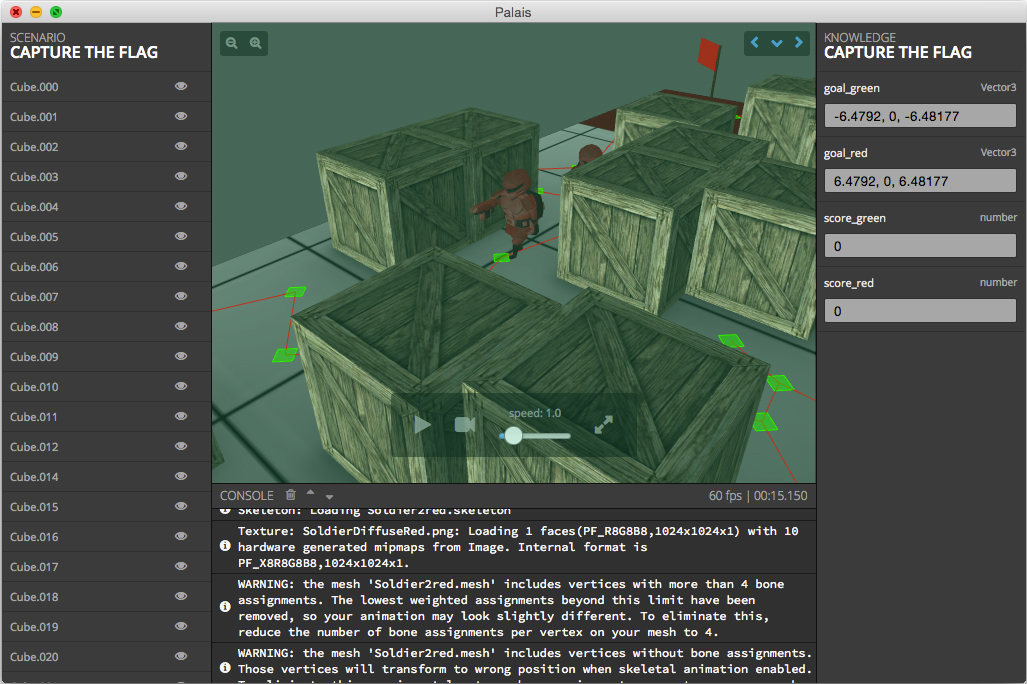 Palais
SCENARIO
CAPTURE THE FLAG
Cube.000
Cube.001
Cube.002
Cube.003
Cube.004
Cube.005
Cube.006
Cube.007
Cube.008
Cube.009
Cube.010
Cube.011
Cube.012
Cube.014
Cube.015
Cube.016
Cube.017
Cube.018
Cube.019
Cube.020
speed: 1.0
CONSOLE
60 fps | 00:15.150
Skeleton: Loading Soldier2red.skeleton
Texture: SoldierDiffuseRed.png: Loading 1 faces(PF_R8G8B8,1024x1024x1) with 10
hardware generated mipmaps from Image. Internal format is
PF_X8R8G8B8,1024x1024x1.
WARNING: the mesh 'Soldier2red.mesh' includes vertices with more than 4 bone
assignments. The lowest weighted assignments beyond this limit have been
removed, so your animation may look slightly different. To eliminate this,
reduce the number of bone assignments per vertex on your mesh to 4.
WARNING: the mesh 'Soldier2red.mesh' includes vertices without bone assignments.
Those vertices will transform to wrong position when skeletal animation enabled.
KNOWLEDGE
CAPTURE THE FLAG
goal_green Vector3
-6.4792, 0, -6.48177
goal_red Vector3
6.4792, 0, 6.48177
score_green number
0
score_red number
0